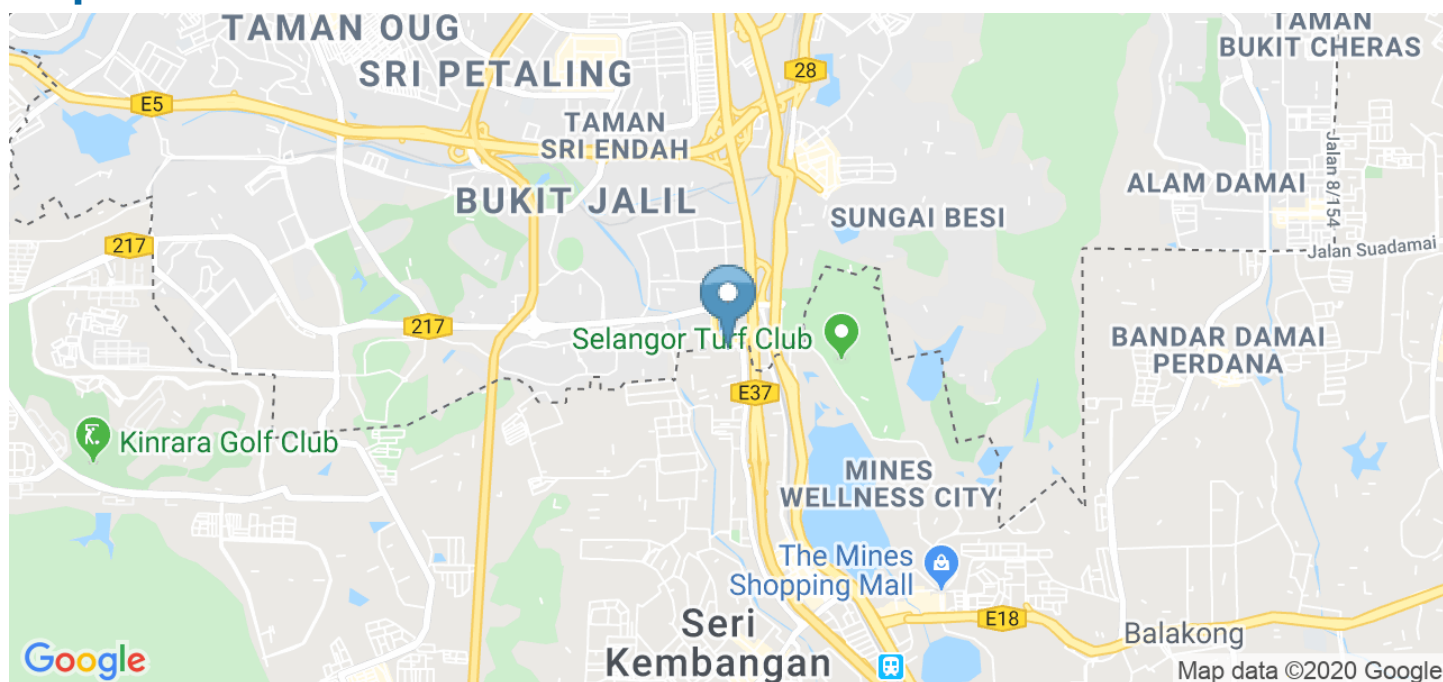 TAMAN OUG
SRI PETALING
28
TAMAN
BUKIT CHERAS
E5
TAMAN
SRI ENDAH
Jalan 8/154
BUKIT JALIL
ALAM DAMAI
SUNGAI BESI
217
Jalan Suadamai
217
Selangor Turf Club
BANDAR DAMAI
PERDANA
E37
Kinrara Golf Club
MINES
WELLNESS CITY
The Mines
Shopping Mall
Seri
Kembangan
E18
Balakong
Google
Map data ©2020 Google